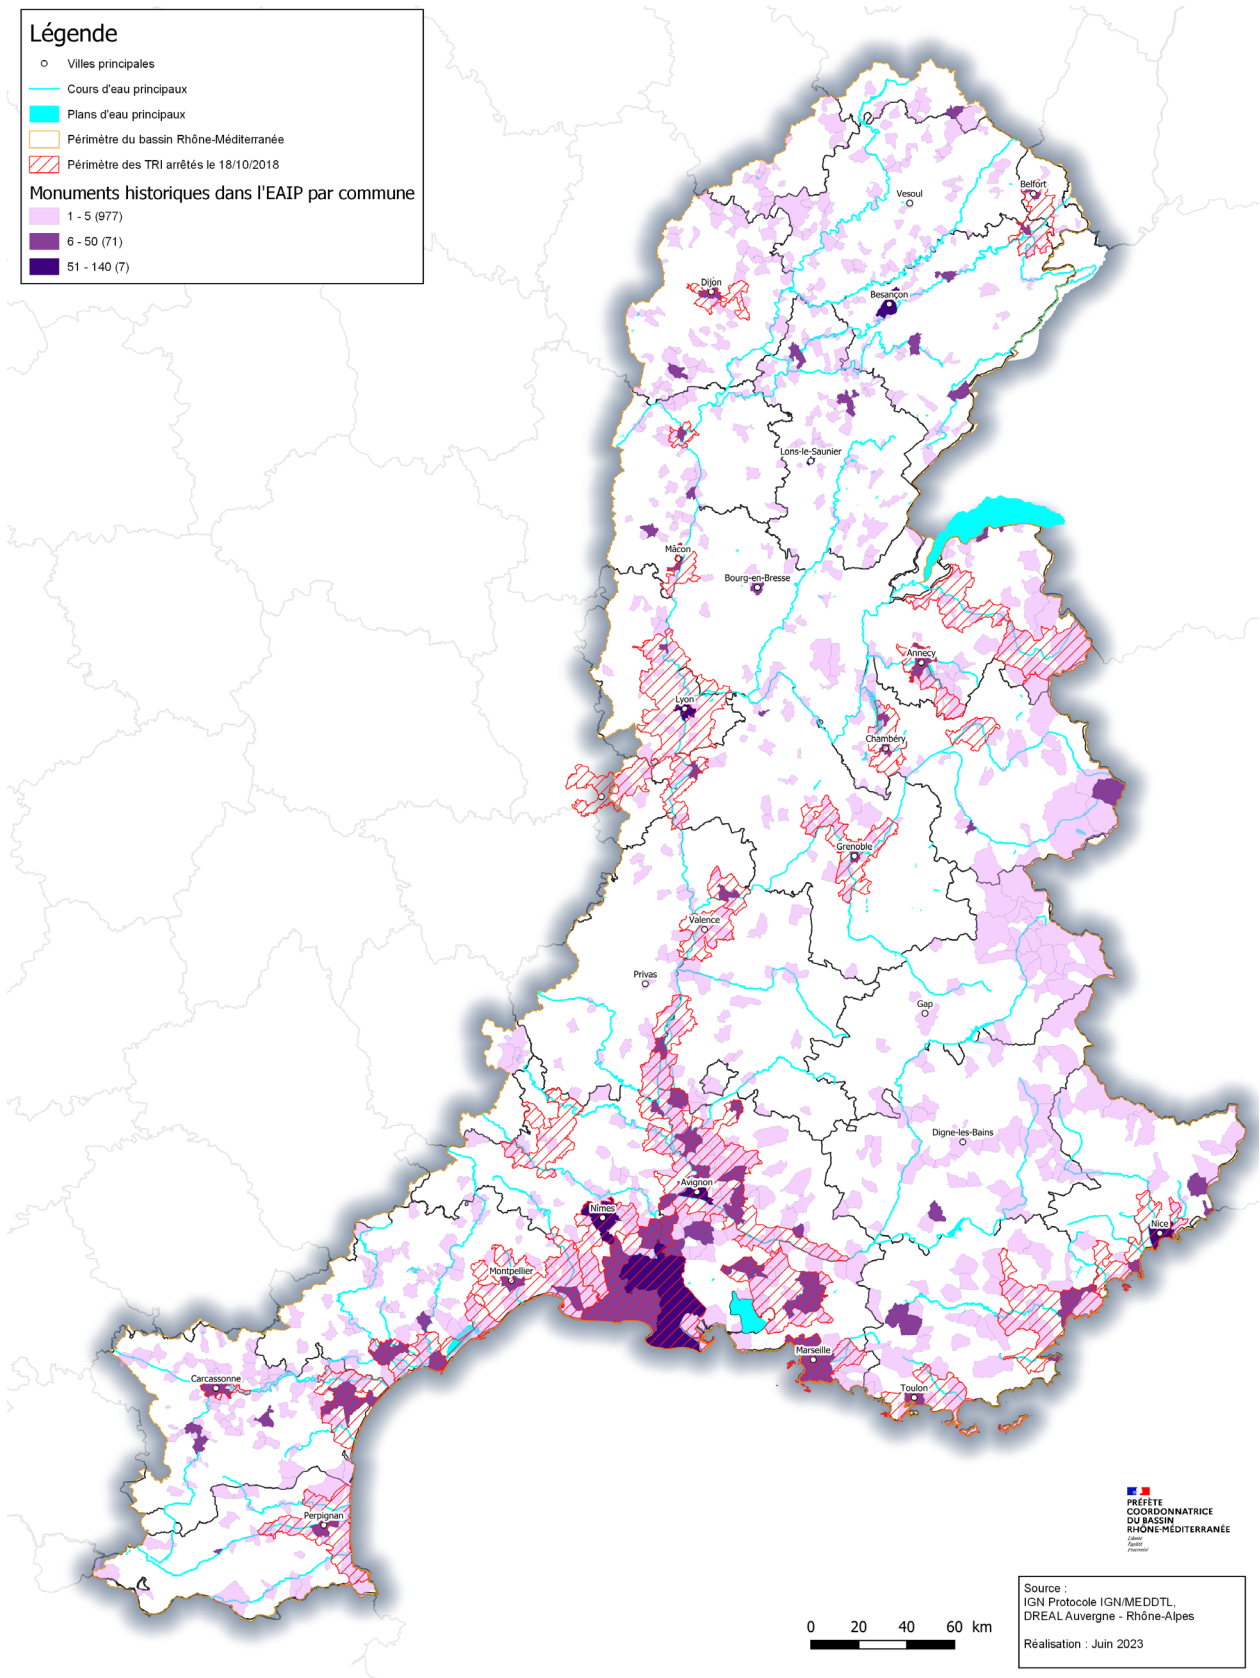 Légende
Villes principales
Cours d'eau principaux
Plans d'eau principaux
Périmètre du bassin Rhône-Méditerranée
Périmètre des TRI arrêtés le 18/10/2018
Monuments historiques dans l'EAIP par commune
1 - 5 (977)
6 - 50 (71)
51 - 140 (7)
Belfort
Vesoul
Dijon
Besançon
Lons-le-Saunier
Mâcon
Bourg-en-Bresse
Annecy
Lyon
Chambéry
Grenoble
Valence
Privas
Gap
Digne-les-Bains
Avignon
Nîmes
Nice
Montpellier
Marseille
Carcassonne
Toulon
Perpignan
PRÉFÈTE
COORDONNATRICE
DU BASSIN
RHÔNE-MÉDITERRANÉE
Liberté
Égalité
Fraternité
0 20 40 60 km
Source :
IGN Protocole IGN/MEDDTL,
DREAL Auvergne - Rhône-Alpes
Réalisation : Juin 2023